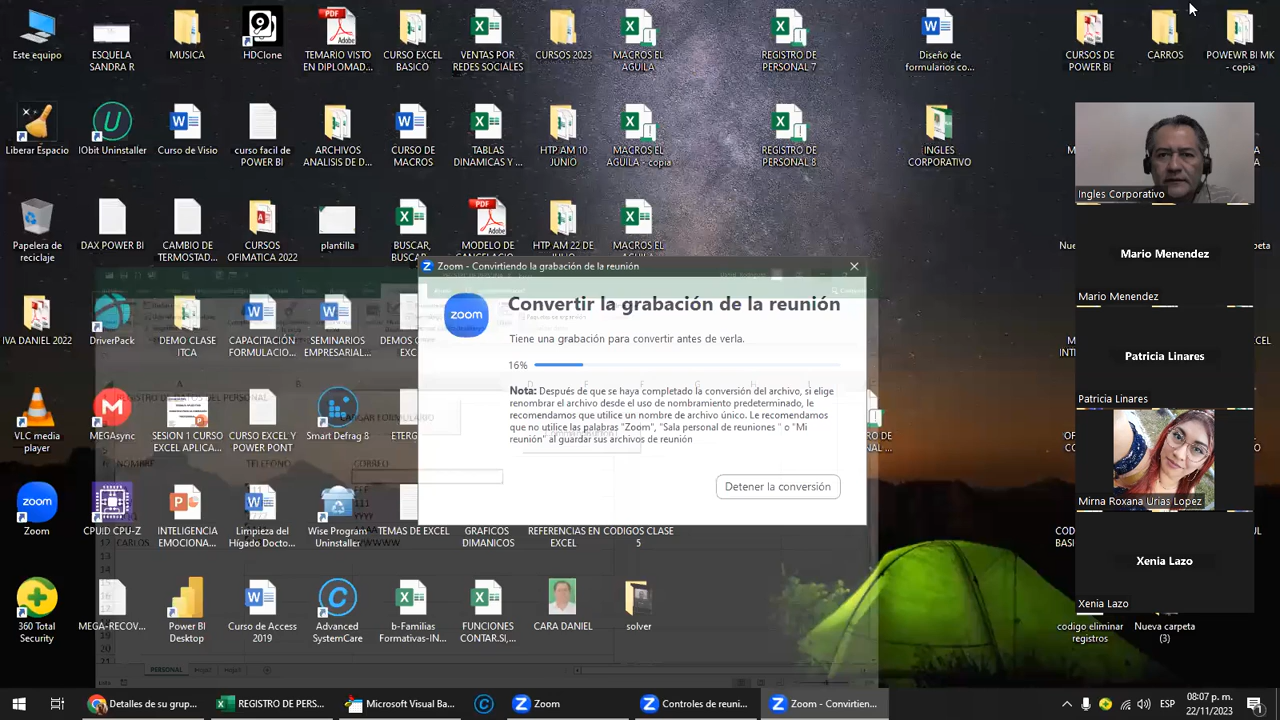 Este equipo
ESCUELA
SANDRA R
MUSICA
HDClone
TEMARIO VISTO
EN DIPLOMAD...
CURSO EXCEL
BASICO
VENTAS POR
REDES SOCIALES
CURSOS 2023
MACROS EL
AGUILA
REGISTRO DE
PERSONAL 7
Diseño de
formularios co...
CURSOS DE
POWER BI
CARROS
POWEWR BI MK
- copia
Liberar Espacio
IObit Uninstaller
Curso de Visio
curso facil de
POWER BI
ARCHIVOS
ANALISIS DE D...
CURSO DE
MACROS
TABLAS
DINAMICAS Y ...
HTP AM 10
JUNIO
MACROS EL
AGUILA - copia
REGISTRO DE
PERSONAL 8
INGLES
CORPORATIVO
Ingles Corporativo
Papelera de
reciclaje
DAX POWER BI
CAMBIO DE
TERMOSTAD...
CURSOS
OFIMATICA 2022
plantilla
BUSCAR,
BUSCAR...
MODELO DE
CANCELACIO...
HTP AM 22 DE
JUNIO
MACROS EL
Mario Menendez
Mario Menendez
Zoom - Convirtiendo la grabación de la reunión
zoom
Convertir la grabación de la reunión
Tiene una grabación para convertir antes de verla.
16%
Nota: Después de que se haya completado la conversión del archivo, si elige
renombrar el archivo desde el uso de nombramiento predeterminado, le
recomendamos que utilice un nombre de archivo único. Le recomendamos
que no utilice las palabras "Zoom", "Sala personal de reuniones " o "Mi
reunión" al guardar sus archivos de reunión
Detener la conversión
IVA DANIEL 2022
DriverPack
DEMO CLASE
ITCA
CAPACITACIÓN
FORMULACIO...
SEMINARIOS
EMPRESARIAL...
Patricia Linares
Patricia Linares
VLC media
player
MEGAsync
SESION 1 CURSO
EXCEL APLICA...
CURSO EXCEL Y
POWER PONT
Smart Defrag 8
Mirna Roxana Urias Lopez
NOMBRE
CORREO
Zoom
CPUID CPU-Z
INTELIGENCIA
EMOCIONA...
Limpieza del
Hígado Docto...
Wise Program
Uninstaller
TEMAS DE EXCEL
GRAFICOS
DIMANICOS
REFERENCIAS EN
EXCEL
CODIGOS CLASE
5
CARLOS
Xenia Lazo
Xenia Lazo
360 Total
Security
MEGA-RECOV...
Power BI
Desktop
Curso de Access
2019
Advanced
SystemCare
b-Familias
Formativas-IN...
FUNCIONES
CONTAR.SI,...
CARA DANIEL
solver
codigo eliminar
registros
Nueva carpeta
(3)
PERSONAL
Detalles de su grup...
REGISTRO DE PERS...
Microsoft Visual Ba...
Zoom
Controles de reuni...
Zoom - Convirtien...
ESP
08:07 p. m.
22/11/2023